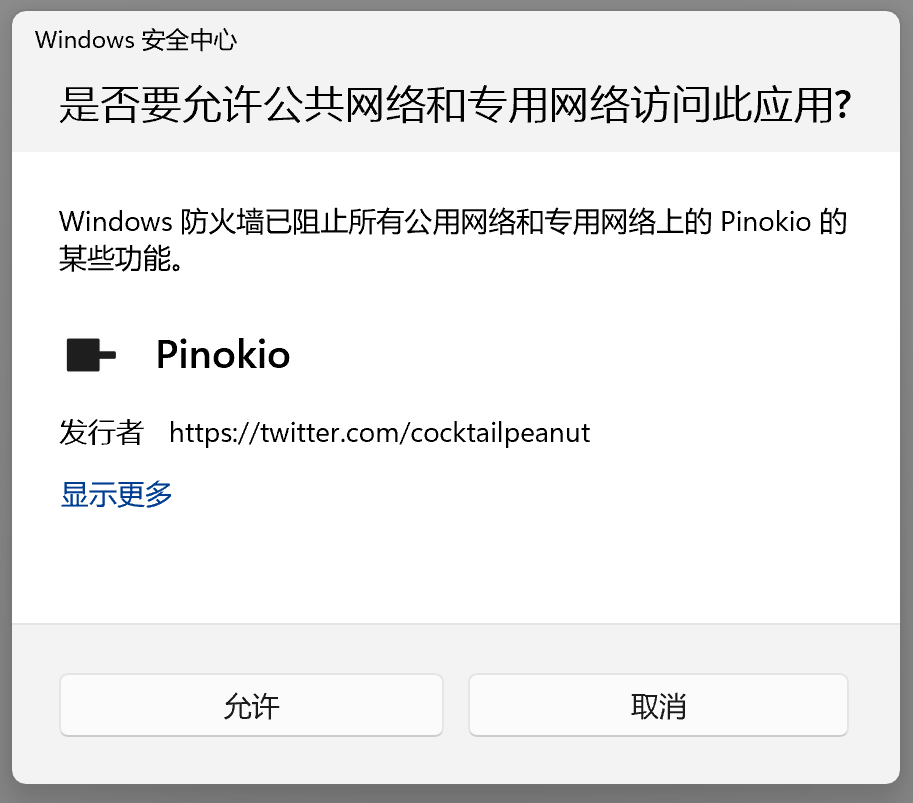 Windows 安全中心
是否要允许公共网络和专用网络访问此应用?
Windows 防火墙已阻止所有公用网络和专用网络上的 Pinokio 的
某些功能。
Pinokio
发行者 https://twitter.com/cocktailpeanut
显示更多
允许 取消